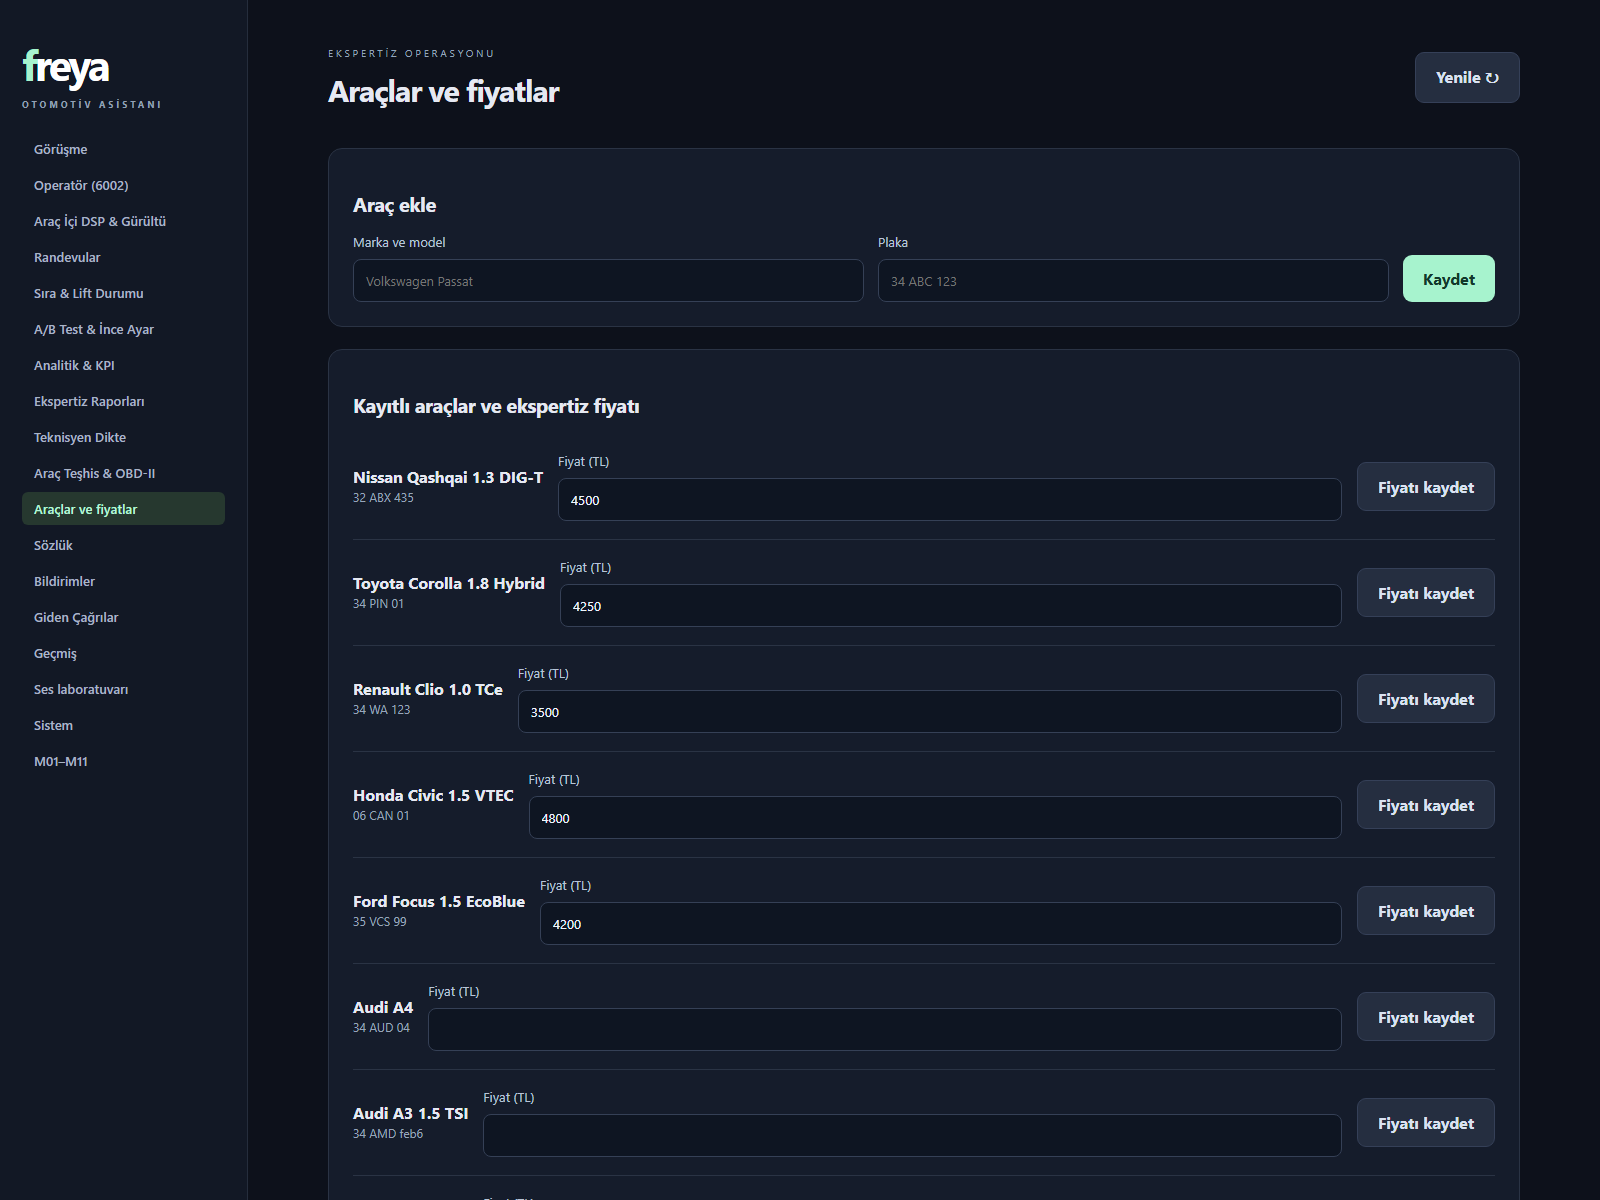 freya
OTOMOTİV ASİSTANI
Görüşme
Operatör (6002)
Araç İçi DSP & Gürültü
Randevular
Sıra & Lift Durumu
A/B Test & İnce Ayar
Analitik & KPI
Ekspertiz Raporları
Teknisyen Dikte
Araç Teşhis & OBD-II
Araçlar ve fiyatlar
Sözlük
Bildirimler
Giden Çağrılar
Geçmiş
Ses laboratuvarı
Sistem
M01–M11
EKSPERTİZ OPERASYONU
Araçlar ve fiyatlar
Yenile ↻
Araç ekle
Marka ve model
Plaka
Volkswagen Passat
34 ABC 123
Kaydet
Kayıtlı araçlar ve ekspertiz fiyatı
Nissan Qashqai 1.3 DIG-T
32 ABX 435
Fiyat (TL)
4500
Fiyatı kaydet
Toyota Corolla 1.8 Hybrid
34 PIN 01
Fiyat (TL)
4250
Fiyatı kaydet
Renault Clio 1.0 TCe
34 WA 123
Fiyat (TL)
3500
Fiyatı kaydet
Honda Civic 1.5 VTEC
06 CAN 01
Fiyat (TL)
4800
Fiyatı kaydet
Ford Focus 1.5 EcoBlue
35 VCS 99
Fiyat (TL)
4200
Fiyatı kaydet
Audi A4
34 AUD 04
Fiyat (TL)
Fiyatı kaydet
Audi A3 1.5 TSI
34 AMD feb6
Fiyat (TL)
Fiyatı kaydet